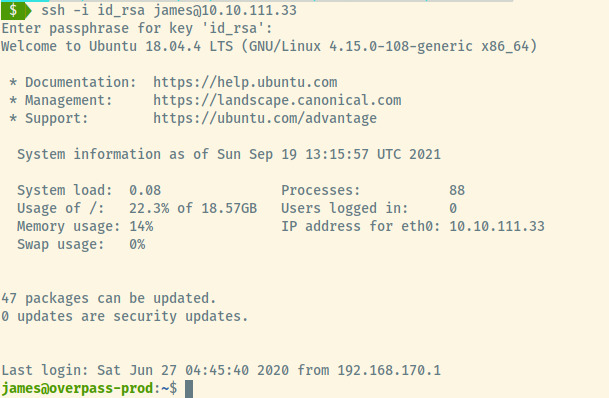 $ ssh -i id_rsa james@10.10.111.33
Enter passphrase for key 'id_rsa':
Welcome to Ubuntu 18.04.4 LTS (GNU/Linux 4.15.0-108-generic x86_64)
* Documentation:  https://help.ubuntu.com
* Management:     https://landscape.canonical.com
* Support:        https://ubuntu.com/advantage
System information as of Sun Sep 19 13:15:57 UTC 2021
System load:  0.08               Processes:           88
Usage of /:   22.3% of 18.57GB   Users logged in:     0
Memory usage: 14%                IP address for eth0: 10.10.111.33
Swap usage:   0%
47 packages can be updated.
0 updates are security updates.
Last login: Sat Jun 27 04:45:40 2020 from 192.168.170.1
james@overpass-prod:~$